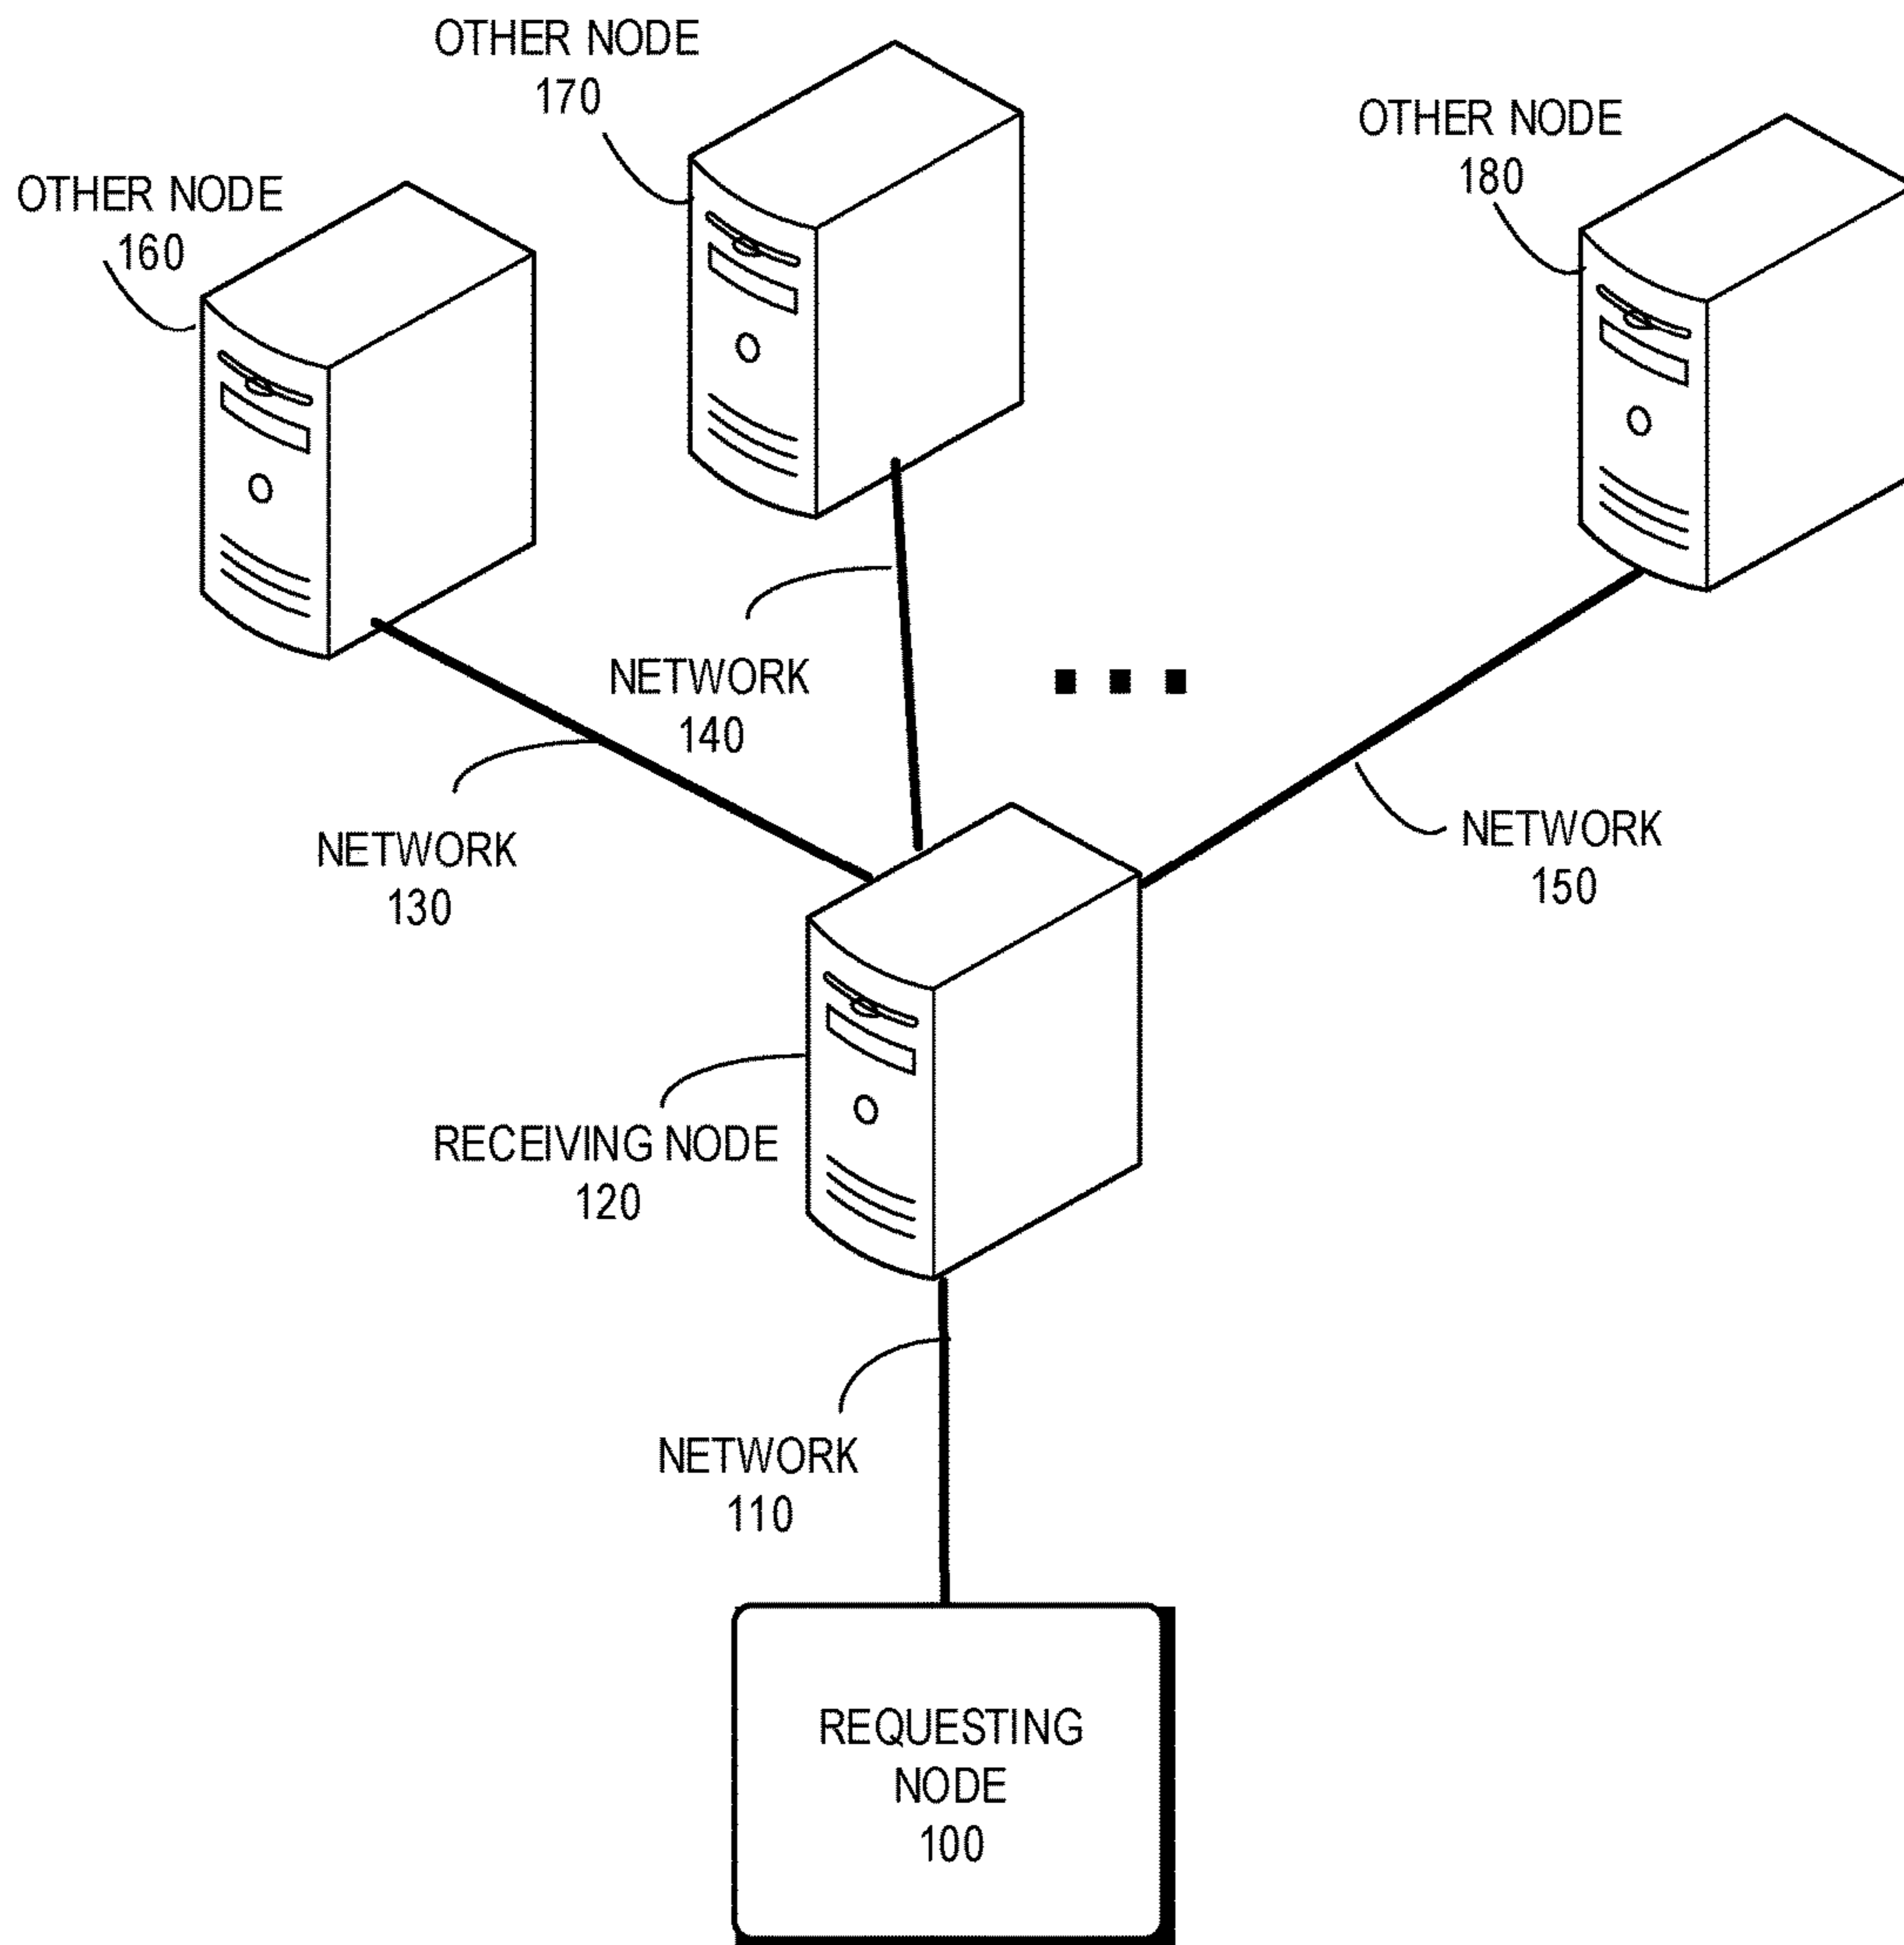 OTHER NODE
170
OTHER NODE
180
OTHER NODE
160
NETWORK
140
NETWORK
130
NETWORK
150
RECEIVING NODE
120
NETWORK
110
REQUESTING
NODE
100